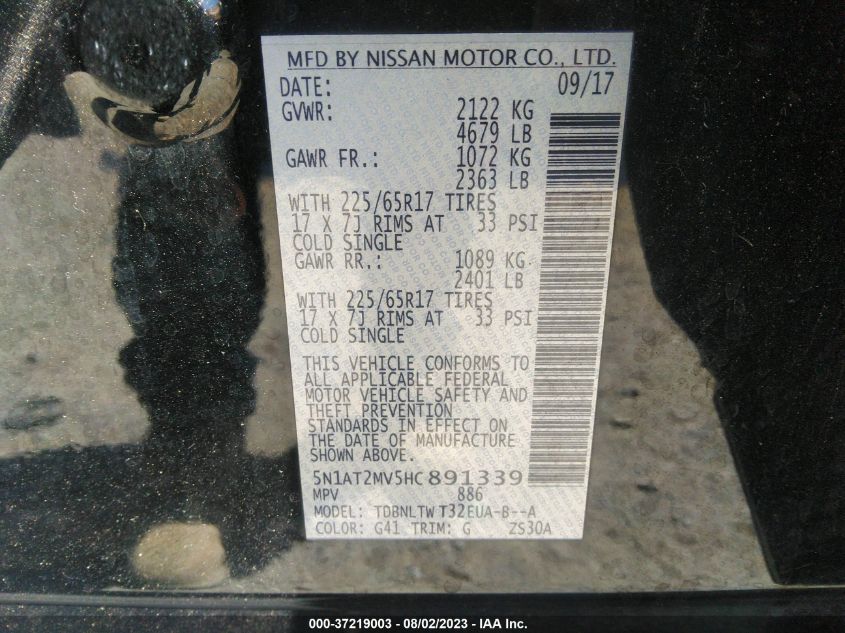 MFD BY NISSAN MOTOR CO., LTD.
DATE: 09/17
GVWR: 2122 KG
4679 LB
GAWR FR.: 1072 KG
2363 LB
WITH 225/65R17 TIRES
17 X 7J RIMS AT 33 PSI
COLD SINGLE
GAWR RR.: 1089 KG
2401 LB
WITH 225/65R17 TIRES
17 X 7J RIMS AT 33 PSI
COLD SINGLE
THIS VEHICLE CONFORMS TO
ALL APPLICABLE FEDERAL
MOTOR VEHICLE SAFETY AND
THEFT PREVENTION
STANDARDS IN EFFECT ON
THE DATE OF MANUFACTURE
SHOWN ABOVE.
5N1AT2MV5HC891339
MPV 886
MODEL: TDBNLTW T32EUA-B--A
COLOR: G41 TRIM: G ZS30A
000-37219003 - 08/02/2023 - IAA Inc.